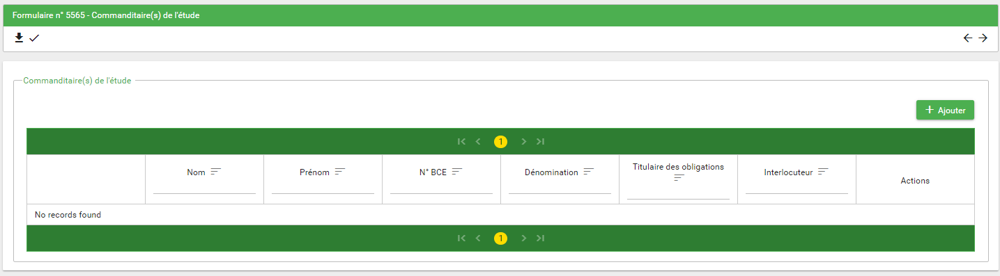 Formulaire n° 5565 - Commanditaire(s) de l'étude
Commanditaire(s) de l'étude
Ajouter
1
Nom Prénom N° BCE Dénomination Titulaire des obligations Interlocuteur Actions
No records found
1